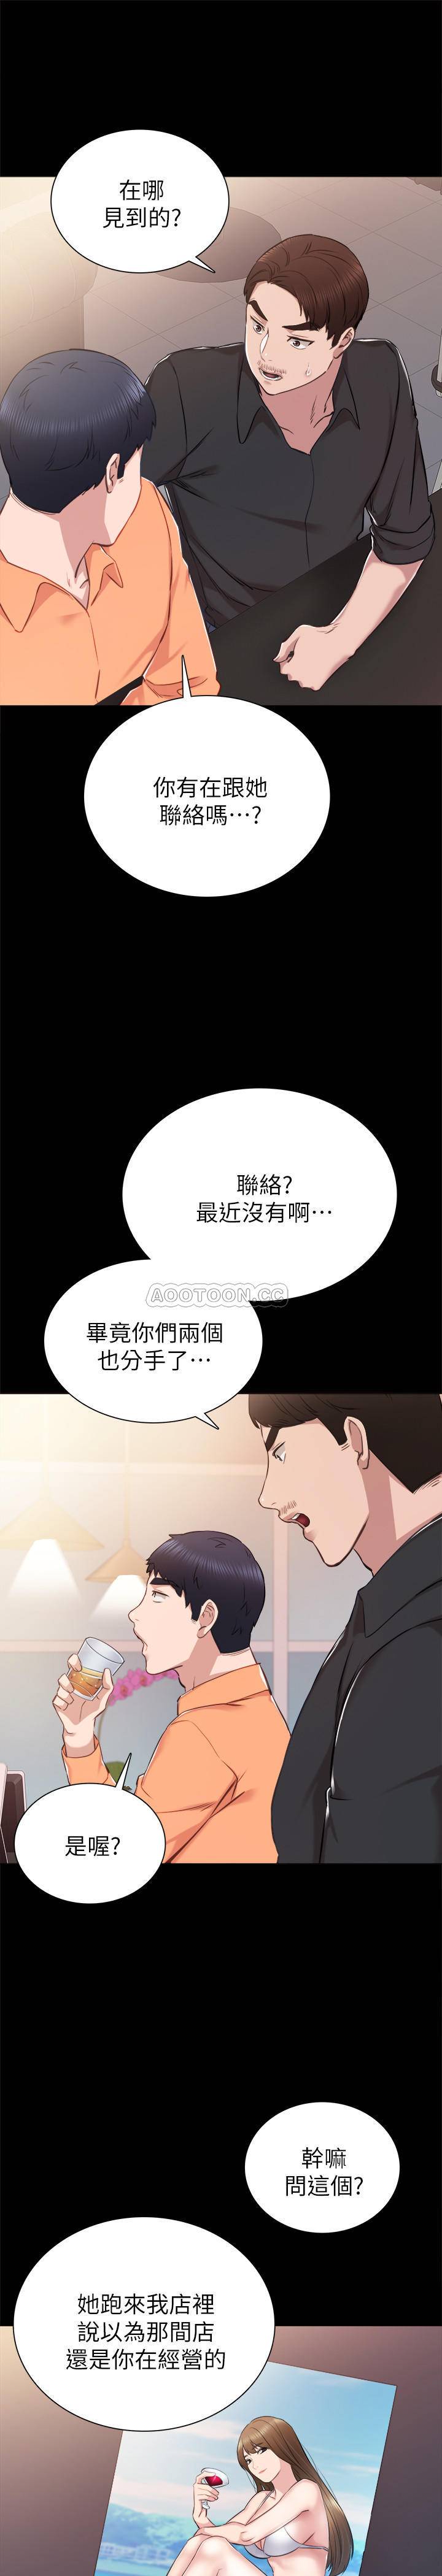 在哪
見到的?
你有在跟她
聯絡嗎…?
聯絡?
最近沒有啊…
AOOTOON.CC
畢竟你們兩個
也分手了…
是喔?
幹嘛
問這個?
她跑來我店裡
說以為那間店
還是你在經營的